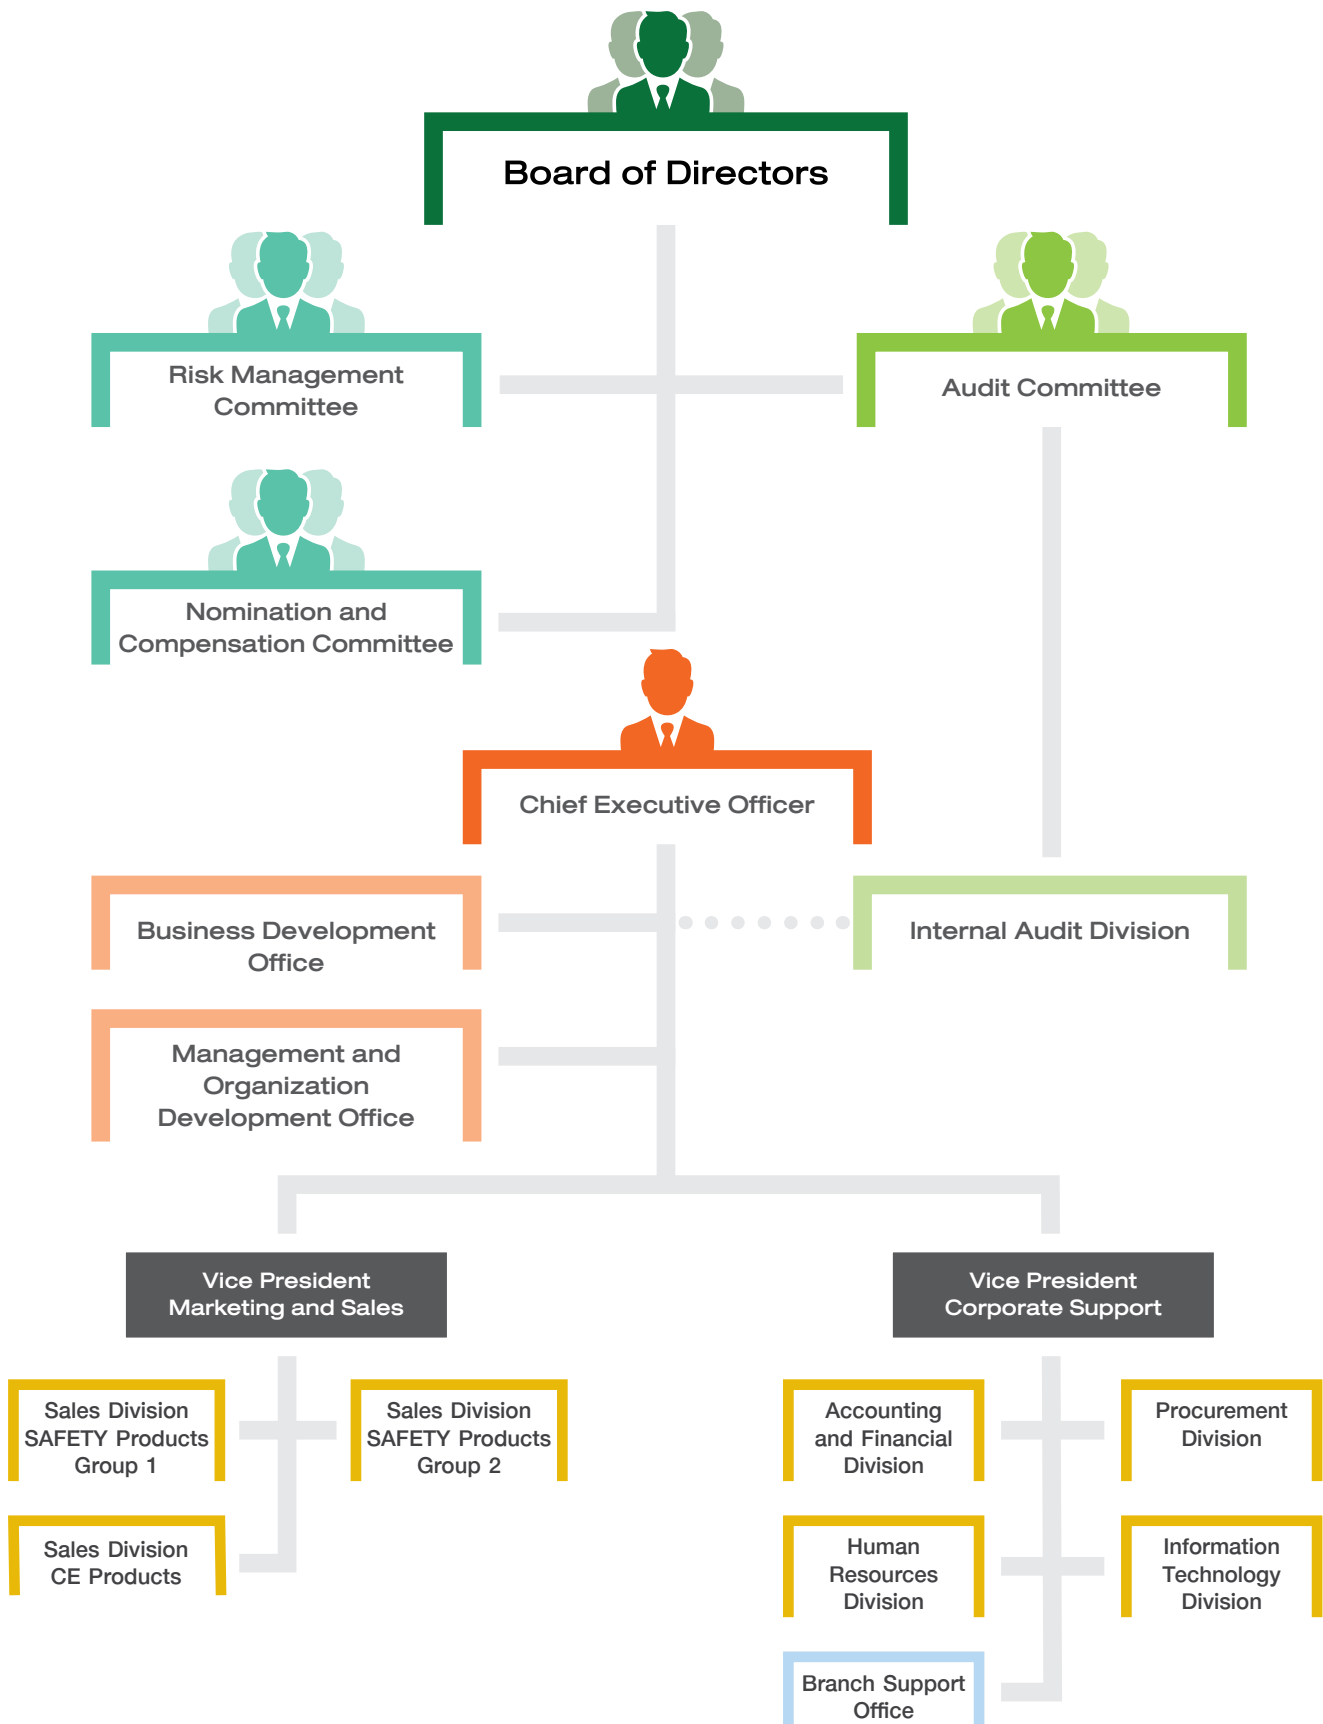 Board of Directors
Risk Management
Committee
Audit Committee
Nomination and
Compensation Committee
Chief Executive Officer
Business Development
Office
Internal Audit Division
Management and
Organization
Development Office
Vice President
Marketing and Sales
Vice President
Corporate Support
Sales Division
SAFETY Products
Group 1
Sales Division
SAFETY Products
Group 2
Accounting
and Financial
Division
Procurement
Division
Sales Division
CE Products
Human
Resources
Division
Information
Technology
Division
Branch Support
Office